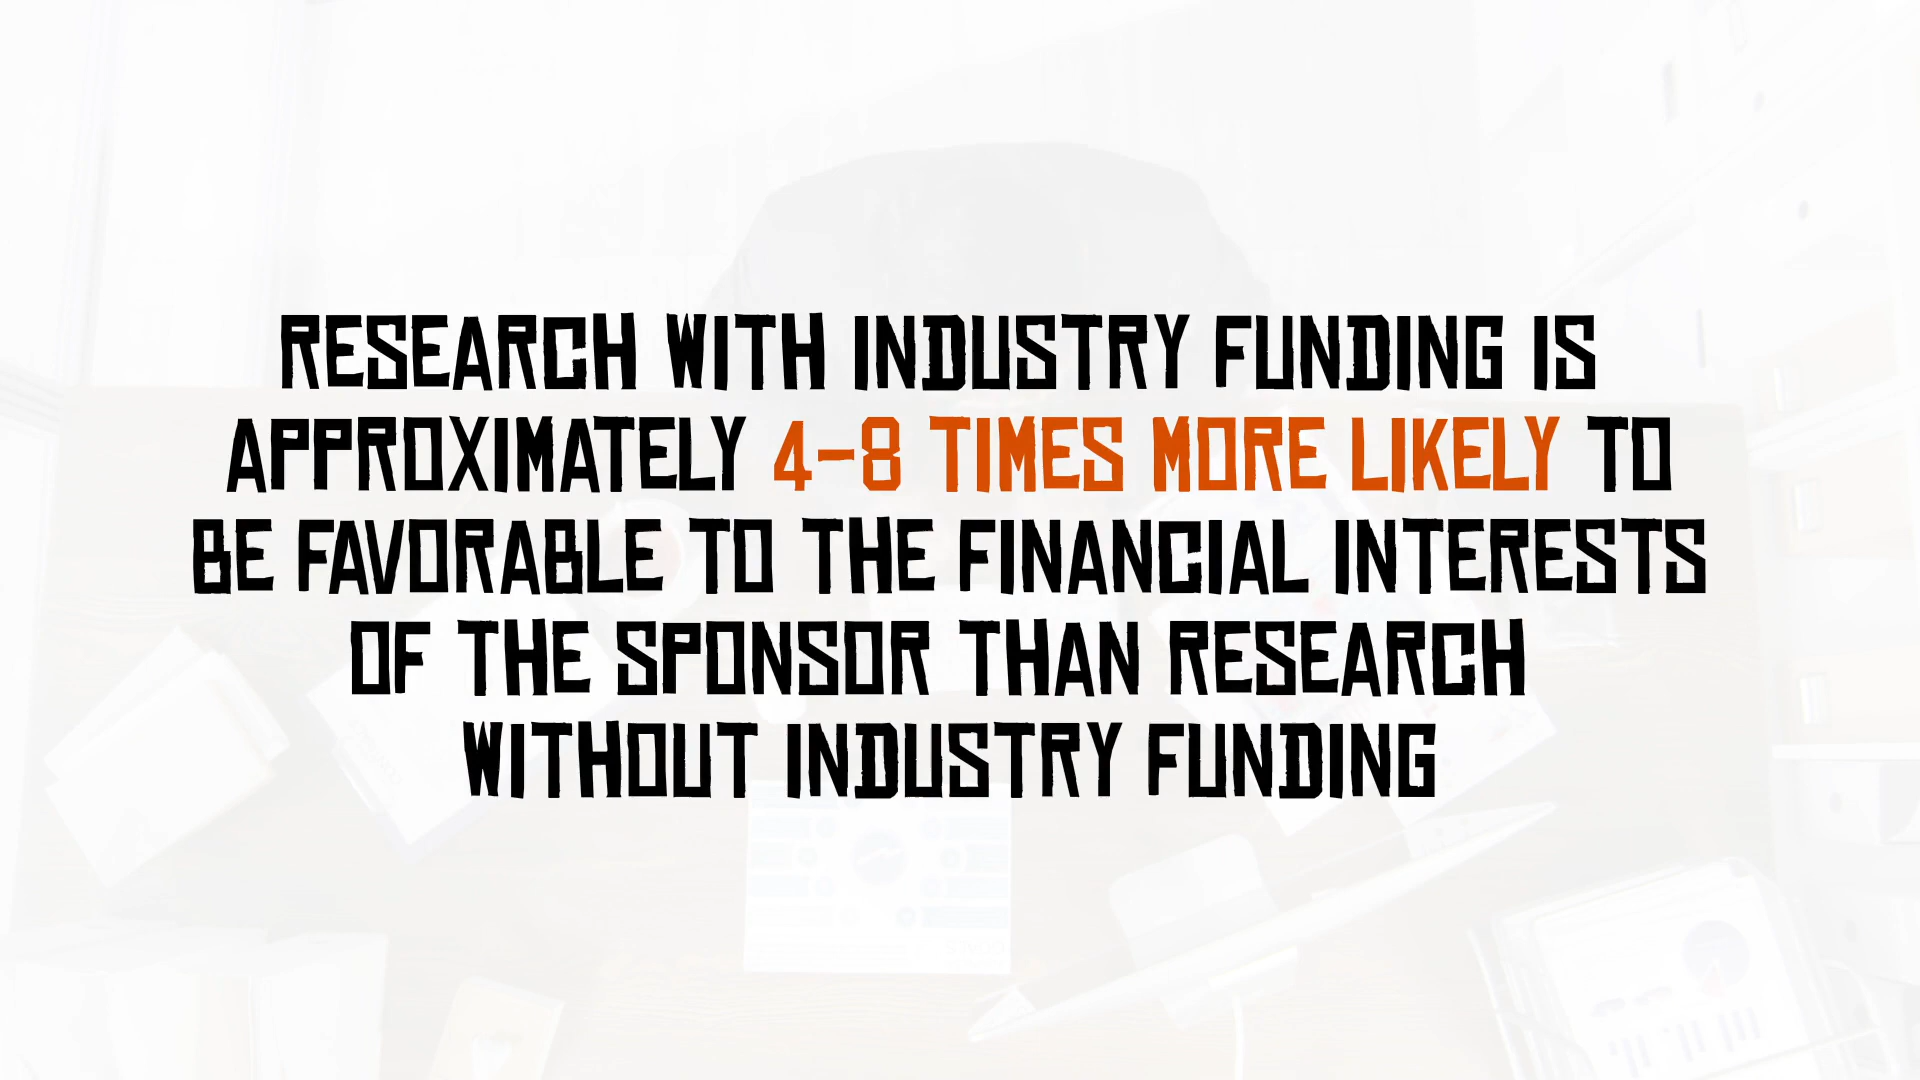 RESEARCH WITH INDUSTRY FUNDING IS
APPROXIMATELY 4-8 TIMES MORE LIKELY TO
BE FAVORABLE TO THE FINANCIAL INTERESTS
OF THE SPONSOR THAN RESEARCH
WITHOUT INDUSTRY FUNDING